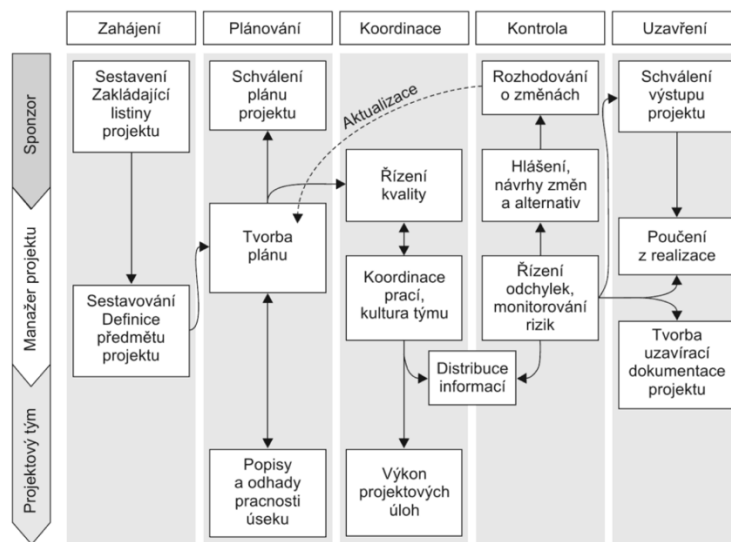 Zahájení
Plánování
Koordinace
Kontrola
Uzavření
Sponzor
Manažer projektu
Projektový tým
Sestavení
Zakládající
listiny
projektu
Sestavování
Definice
předmětu
projektu
Schválení
plánu
projektu
Tvorba
plánu
Popisy
a odhady
pracnosti
úseku
Aktualizace
Řízení
kvality
Koordinace
prací,
kultura týmu
Distribuce
informací
Výkon
projektových
úloh
Rozhodování
o změnách
Hlášení,
návrhy změn
a alternativ
Řízení
odchylek,
monitorování
rizik
Schválení
výstupu
projektu
Poučení
z realizace
Tvorba
uzavírací
dokumentace
projektu